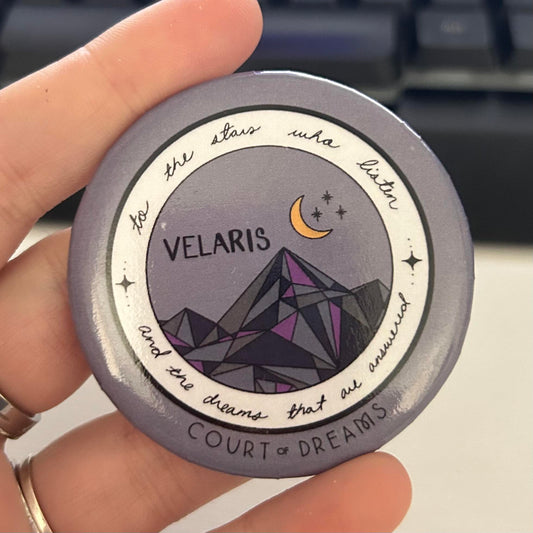 to the stars who listen
VELARIS
and the dreams that are answered
COURT OF DREAMS